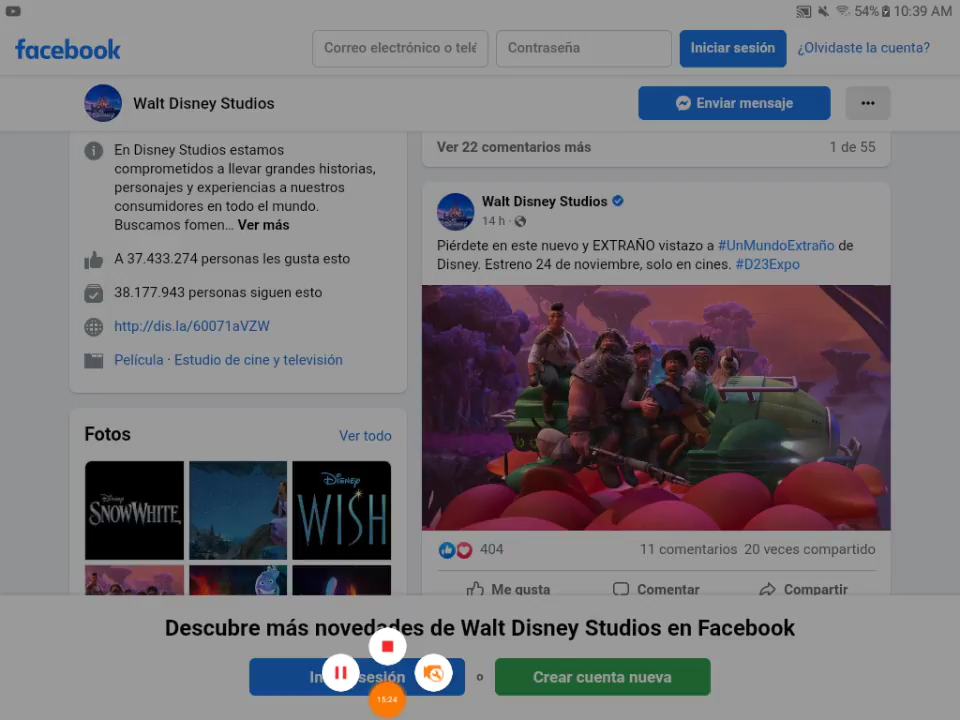 54% 10:39 AM
facebook
Correo electrónico o telé
Contraseña
Iniciar sesión
¿Olvidaste la cuenta?
Walt Disney Studios
Enviar mensaje
En Disney Studios estamos
comprometidos a llevar grandes historias,
personajes y experiencias a nuestros
consumidores en todo el mundo.
Buscamos fomen... Ver más
A 37.433.274 personas les gusta esto
38.177.943 personas siguen esto
http://dis.la/60071aVZW
Película · Estudio de cine y televisión
Fotos
Ver todo
Disney
SNOW WHITE
Disney
WISH
Ver 22 comentarios más
1 de 55
Walt Disney Studios
14 h ·
Piérdete en este nuevo y EXTRAÑO vistazo a #UnMundoExtraño de
Disney. Estreno 24 de noviembre, solo en cines. #D23Expo
404
11 comentarios 20 veces compartido
Me gusta
Comentar
Compartir
Descubre más novedades de Walt Disney Studios en Facebook
In sesión
o
Crear cuenta nueva
15:24